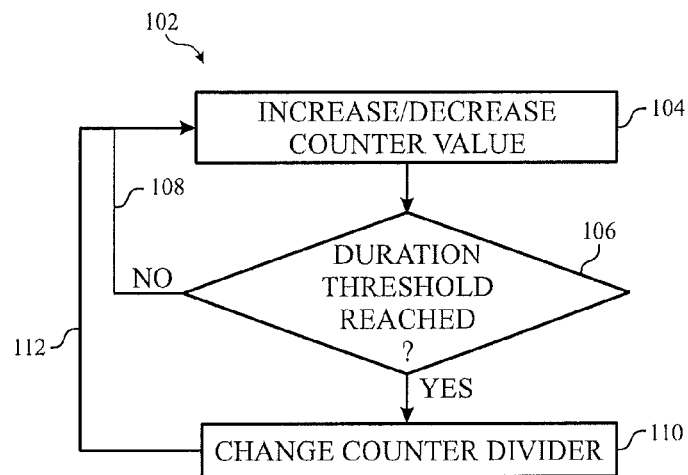 102
INCREASE/DECREASE
COUNTER VALUE
104
108
106
DURATION
THRESHOLD
REACHED
?
NO
112
YES
110
CHANGE COUNTER DIVIDER